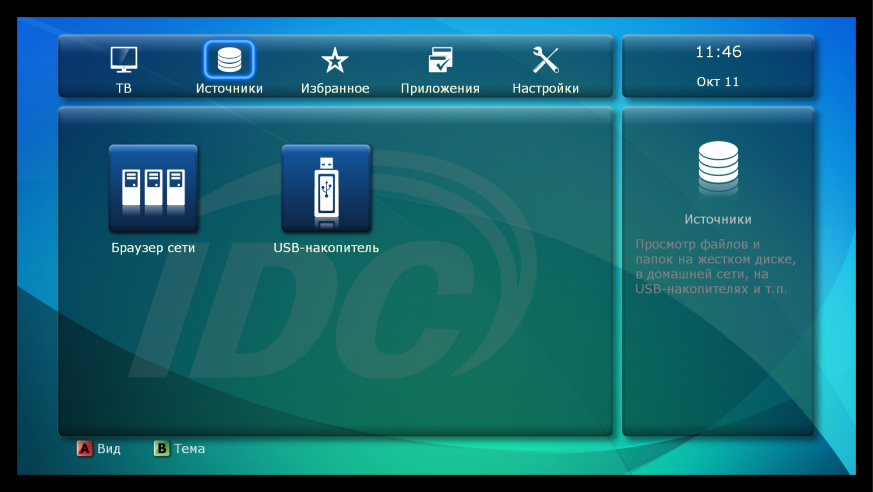 ТВ
Источники
Избранное
Приложения
Настройки
11:46
Окт 11
Браузер сети
USB-накопитель
IDC
Источники
Просмотр файлов и
папок на жестком диске,
в домашней сети, на
USB-накопителях и т.п.
A Вид
B Тема